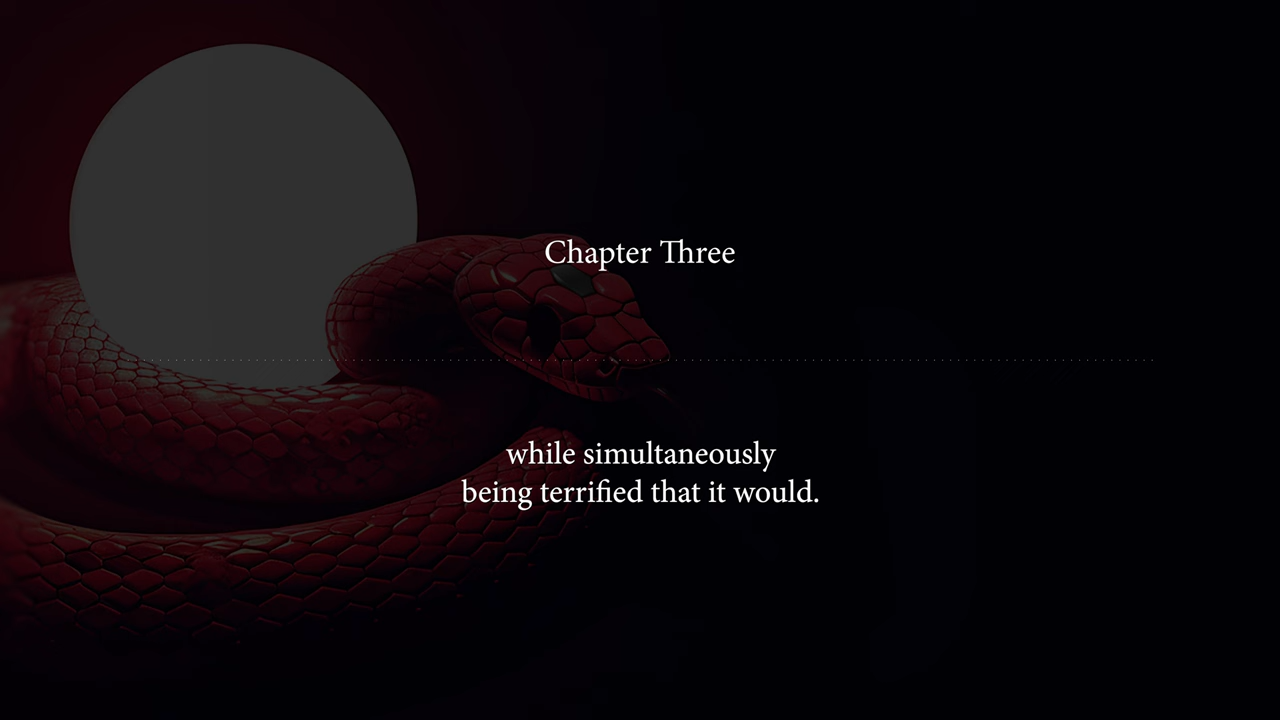 Chapter Three
while simultaneously
being terrified that it would.